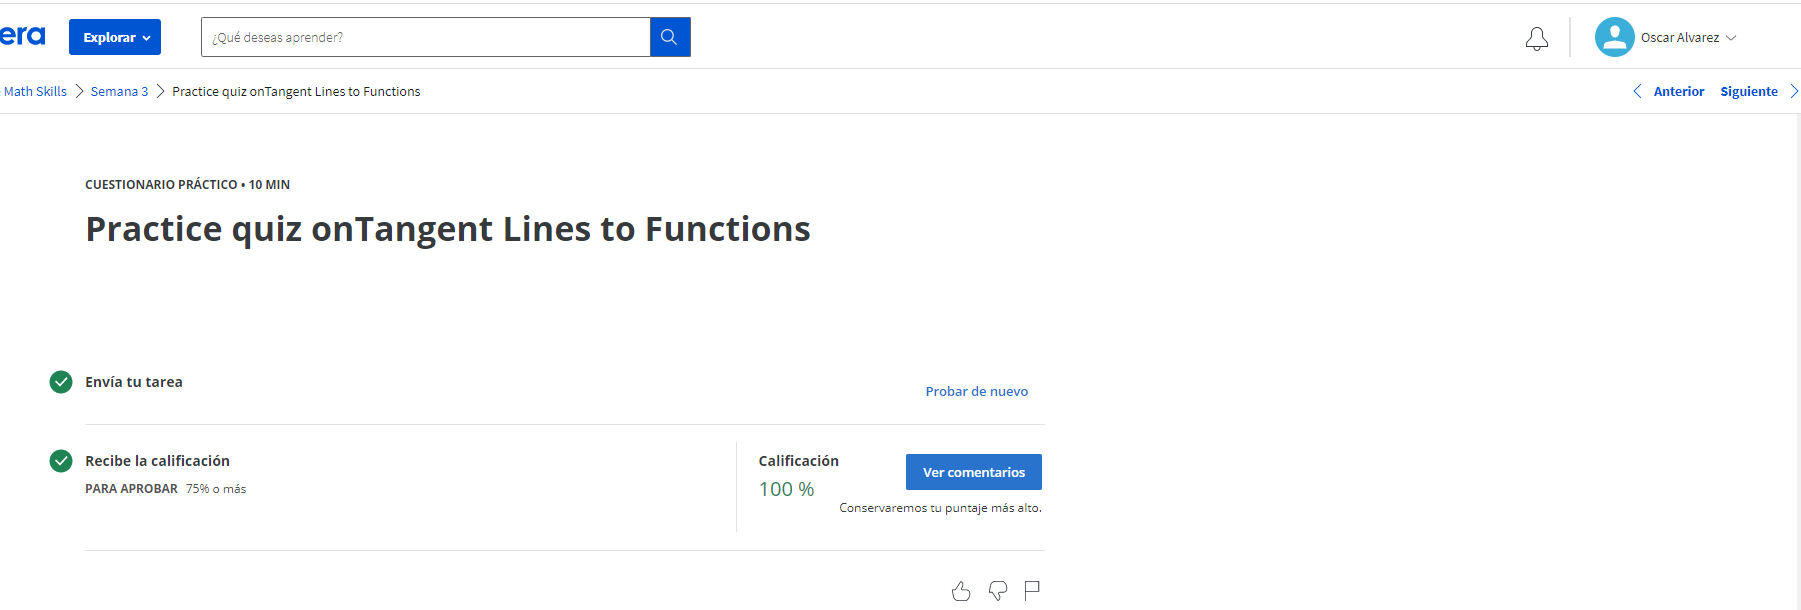 era
Explorar
¿Qué deseas aprender?
Oscar Alvarez
Math Skills
Semana 3
Practice quiz onTangent Lines to Functions
Anterior
Siguiente
CUESTIONARIO PRÁCTICO • 10 MIN
Practice quiz onTangent Lines to Functions
Envía tu tarea
Probar de nuevo
Recibe la calificación
PARA APROBAR 75% o más
Calificación
100 %
Ver comentarios
Conservaremos tu puntaje más alto.